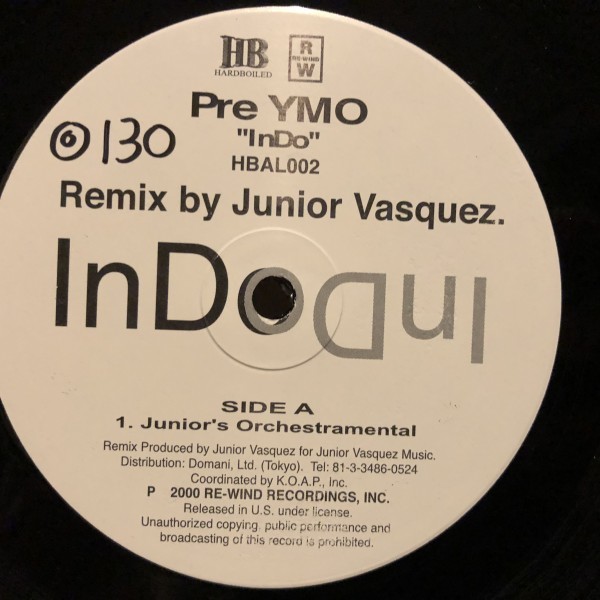 HB R
HARDBOILED RE-WIND
W
Pre YMO
"InDo"
⊚130
HBAL002
Remix by Junior Vasquez.
InDo InDo
SIDE A
1. Junior's Orchestramental
Remix Produced by Junior Vasquez for Junior Vasquez Music.
Distribution: Domani, Ltd. (Tokyo). Tel: 81-3-3486-0524
Coordinated by K.O.A.P., Inc.
P 2000 RE-WIND RECORDINGS, INC.
Released in U.S. under license.
Unauthorized copying, public performance and
broadcasting of this record is prohibited.